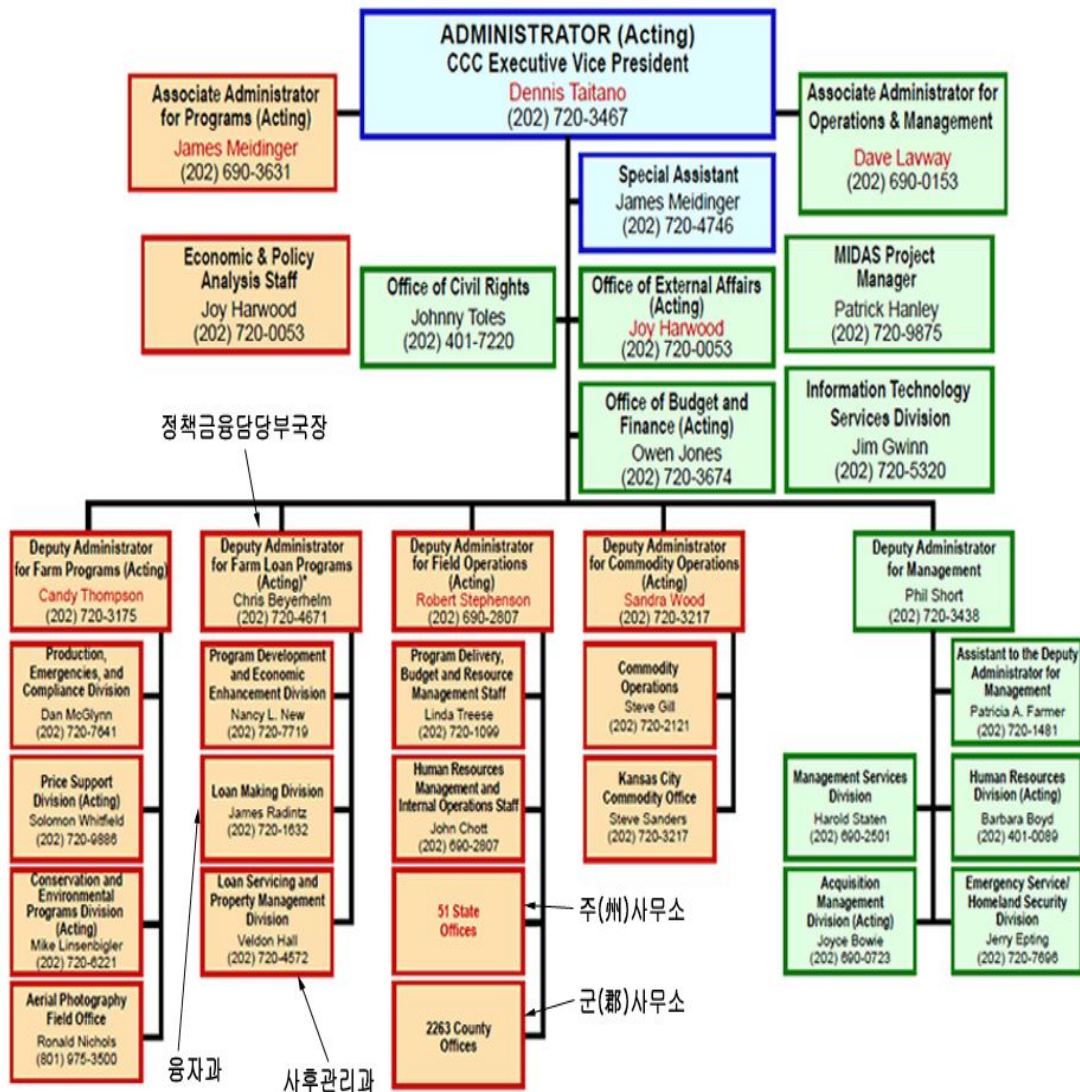 ADMINISTRATOR (Acting)
CCC Executive Vice President
Dennis Taitano
(202) 720-3467
Associate Administrator
for Programs (Acting)
James Meidinger
(202) 690-3631
Associate Administrator for
Operations & Management
Dave Lavway
(202) 690-0153
Special Assistant
James Meidinger
(202) 720-4746
Economic & Policy
Analysis Staff
Joy Harwood
(202) 720-0053
Office of Civil Rights
Johnny Toles
(202) 401-7220
Office of External Affairs
(Acting)
Joy Harwood
(202) 720-0053
MIDAS Project
Manager
Patrick Hanley
(202) 720-9875
Office of Budget and
Finance (Acting)
Owen Jones
(202) 720-3674
Information Technology
Services Division
Jim Gwinn
(202) 720-5320
정책금융담당부국장
Deputy Administrator
for Farm Programs (Acting)
Candy Thompson
(202) 720-3175
Deputy Administrator
for Farm Loan Programs
(Acting)*
Chris Beyerhelm
(202) 720-4671
Deputy Administrator
for Field Operations
(Acting)
Robert Stephenson
(202) 690-2807
Deputy Administrator
for Commodity Operations
(Acting)
Sandra Wood
(202) 720-3217
Deputy Administrator
for Management
Phil Short
(202) 720-3438
Production,
Emergencies, and
Compliance Division
Dan McGlynn
(202) 720-7641
Program Development
and Economic
Enhancement Division
Nancy L. New
(202) 720-7719
Program Delivery,
Budget and Resource
Management Staff
Linda Treese
(202) 720-1099
Commodity
Operations
Steve Gill
(202) 720-2121
Assistant to the Deputy
Administrator for
Management
Patricia A. Farmer
(202) 720-1481
Price Support
Division (Acting)
Solomon Whitfield
(202) 720-9886
Loan Making Division
James Radintz
(202) 720-1632
Human Resources
Management and
Internal Operations Staff
John Chott
(202) 690-2807
Kansas City
Commodity Office
Steve Sanders
(202) 720-3217
Management Services
Division
Harold Staten
(202) 690-2501
Human Resources
Division (Acting)
Barbara Boyd
(202) 401-0089
Conservation and
Environmental
Programs Division
(Acting)
Mike Linsenbigler
(202) 720-6221
Loan Servicing and
Property Management
Division
Veldon Hall
(202) 720-4572
51 State
Offices
주(州)사무소
Acquisition
Management
Division (Acting)
Joyce Bowie
(202) 690-0723
Emergency Service/
Homeland Security
Division
Jerry Epting
(202) 720-7696
Aerial Photography
Field Office
Ronald Nichols
(801) 975-3500
2263 County
Offices
군(郡)사무소
융자과
사후관리과